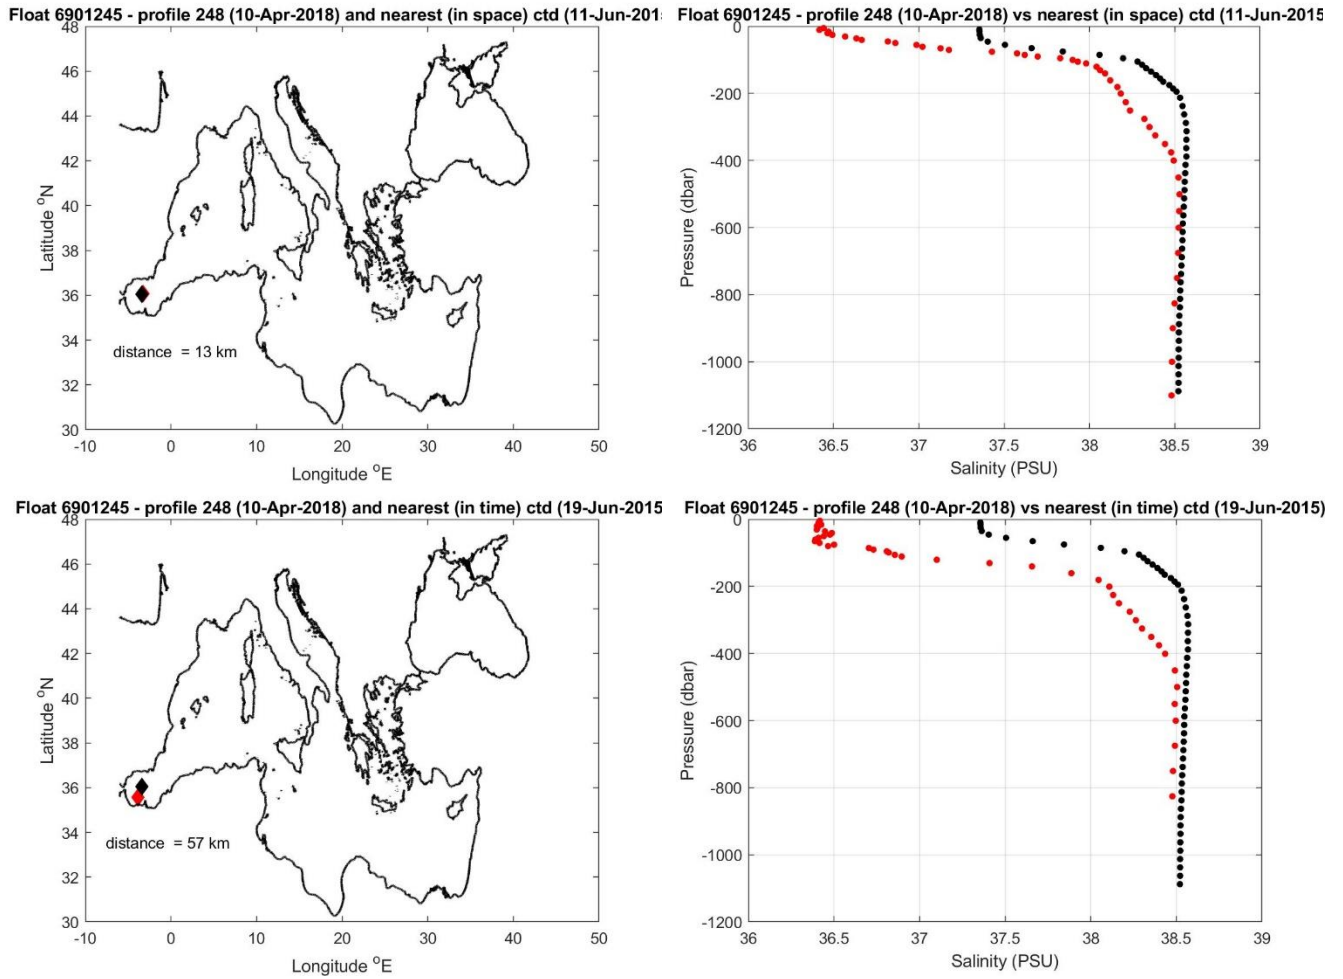 Float 6901245 - profile 248 (10-Apr-2018) and nearest (in space) ctd (11-Jun-2015
48
46
44
42
40
38
36
34
32
30
Latitude °N
distance = 13 km
-10 0 10 20 30 40 50
Longitude °E
Float 6901245 - profile 248 (10-Apr-2018) vs nearest (in space) ctd (11-Jun-2015
0
-200
-400
-600
-800
-1000
-1200
Pressure (dbar)
36 36.5 37 37.5 38 38.5 39
Salinity (PSU)
Float 6901245 - profile 248 (10-Apr-2018) and nearest (in time) ctd (19-Jun-2015
48
46
44
42
40
38
36
34
32
30
Latitude °N
distance = 57 km
-10 0 10 20 30 40 50
Longitude °E
Float 6901245 - profile 248 (10-Apr-2018) vs nearest (in time) ctd (19-Jun-2015)
0
-200
-400
-600
-800
-1000
-1200
Pressure (dbar)
36 36.5 37 37.5 38 38.5 39
Salinity (PSU)